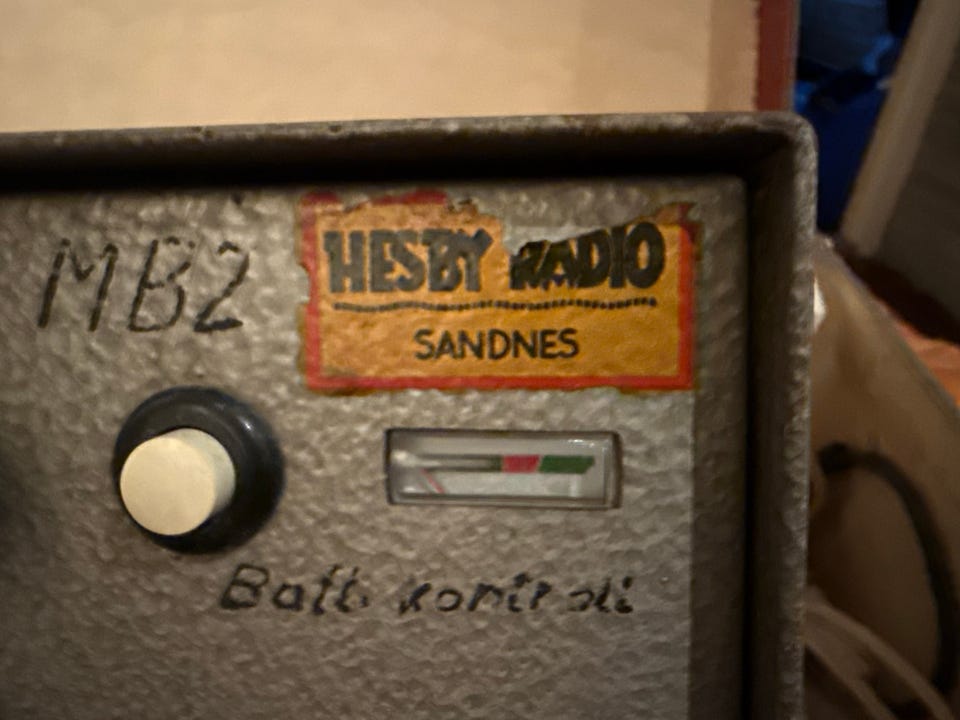 MB2
HESBY RADIO
SANDNES
Batt. kontroll